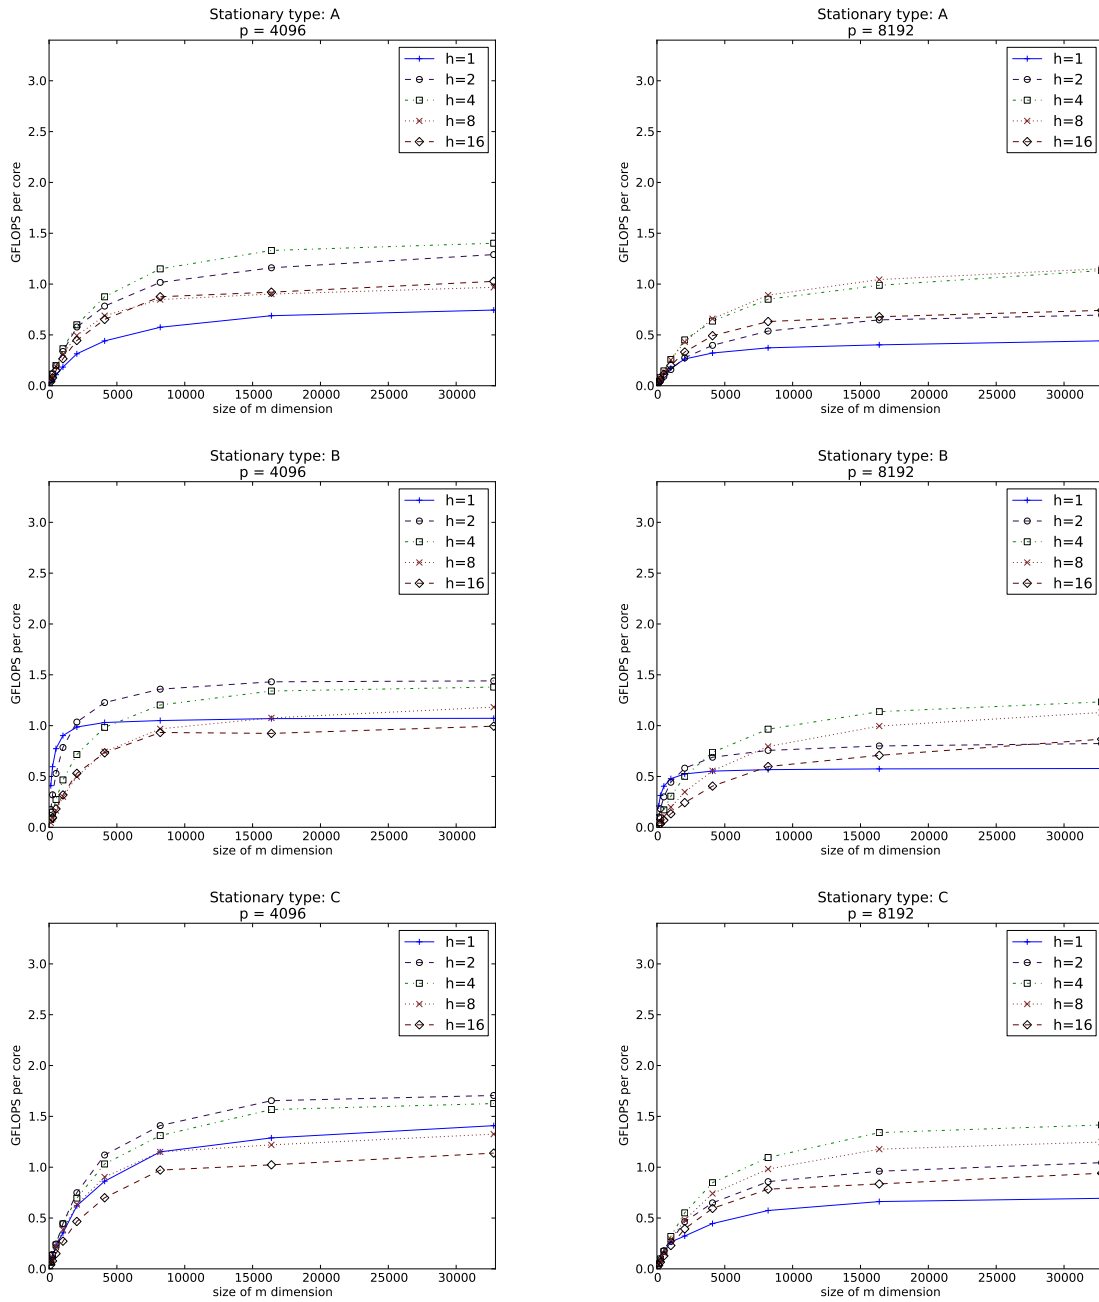 Stationary type: A
p = 4096
GFLOPS per core
3.0
2.5
2.0
1.5
1.0
0.5
0.0
h=1
h=2
h=4
h=8
h=16
0 5000 10000 15000 20000 25000 30000
size of m dimension
Stationary type: A
p = 8192
GFLOPS per core
3.0
2.5
2.0
1.5
1.0
0.5
0.0
h=1
h=2
h=4
h=8
h=16
0 5000 10000 15000 20000 25000 30000
size of m dimension
Stationary type: B
p = 4096
GFLOPS per core
3.0
2.5
2.0
1.5
1.0
0.5
0.0
h=1
h=2
h=4
h=8
h=16
0 5000 10000 15000 20000 25000 30000
size of m dimension
Stationary type: B
p = 8192
GFLOPS per core
3.0
2.5
2.0
1.5
1.0
0.5
0.0
h=1
h=2
h=4
h=8
h=16
0 5000 10000 15000 20000 25000 30000
size of m dimension
Stationary type: C
p = 4096
GFLOPS per core
3.0
2.5
2.0
1.5
1.0
0.5
0.0
h=1
h=2
h=4
h=8
h=16
0 5000 10000 15000 20000 25000 30000
size of m dimension
Stationary type: C
p = 8192
GFLOPS per core
3.0
2.5
2.0
1.5
1.0
0.5
0.0
h=1
h=2
h=4
h=8
h=16
0 5000 10000 15000 20000 25000 30000
size of m dimension